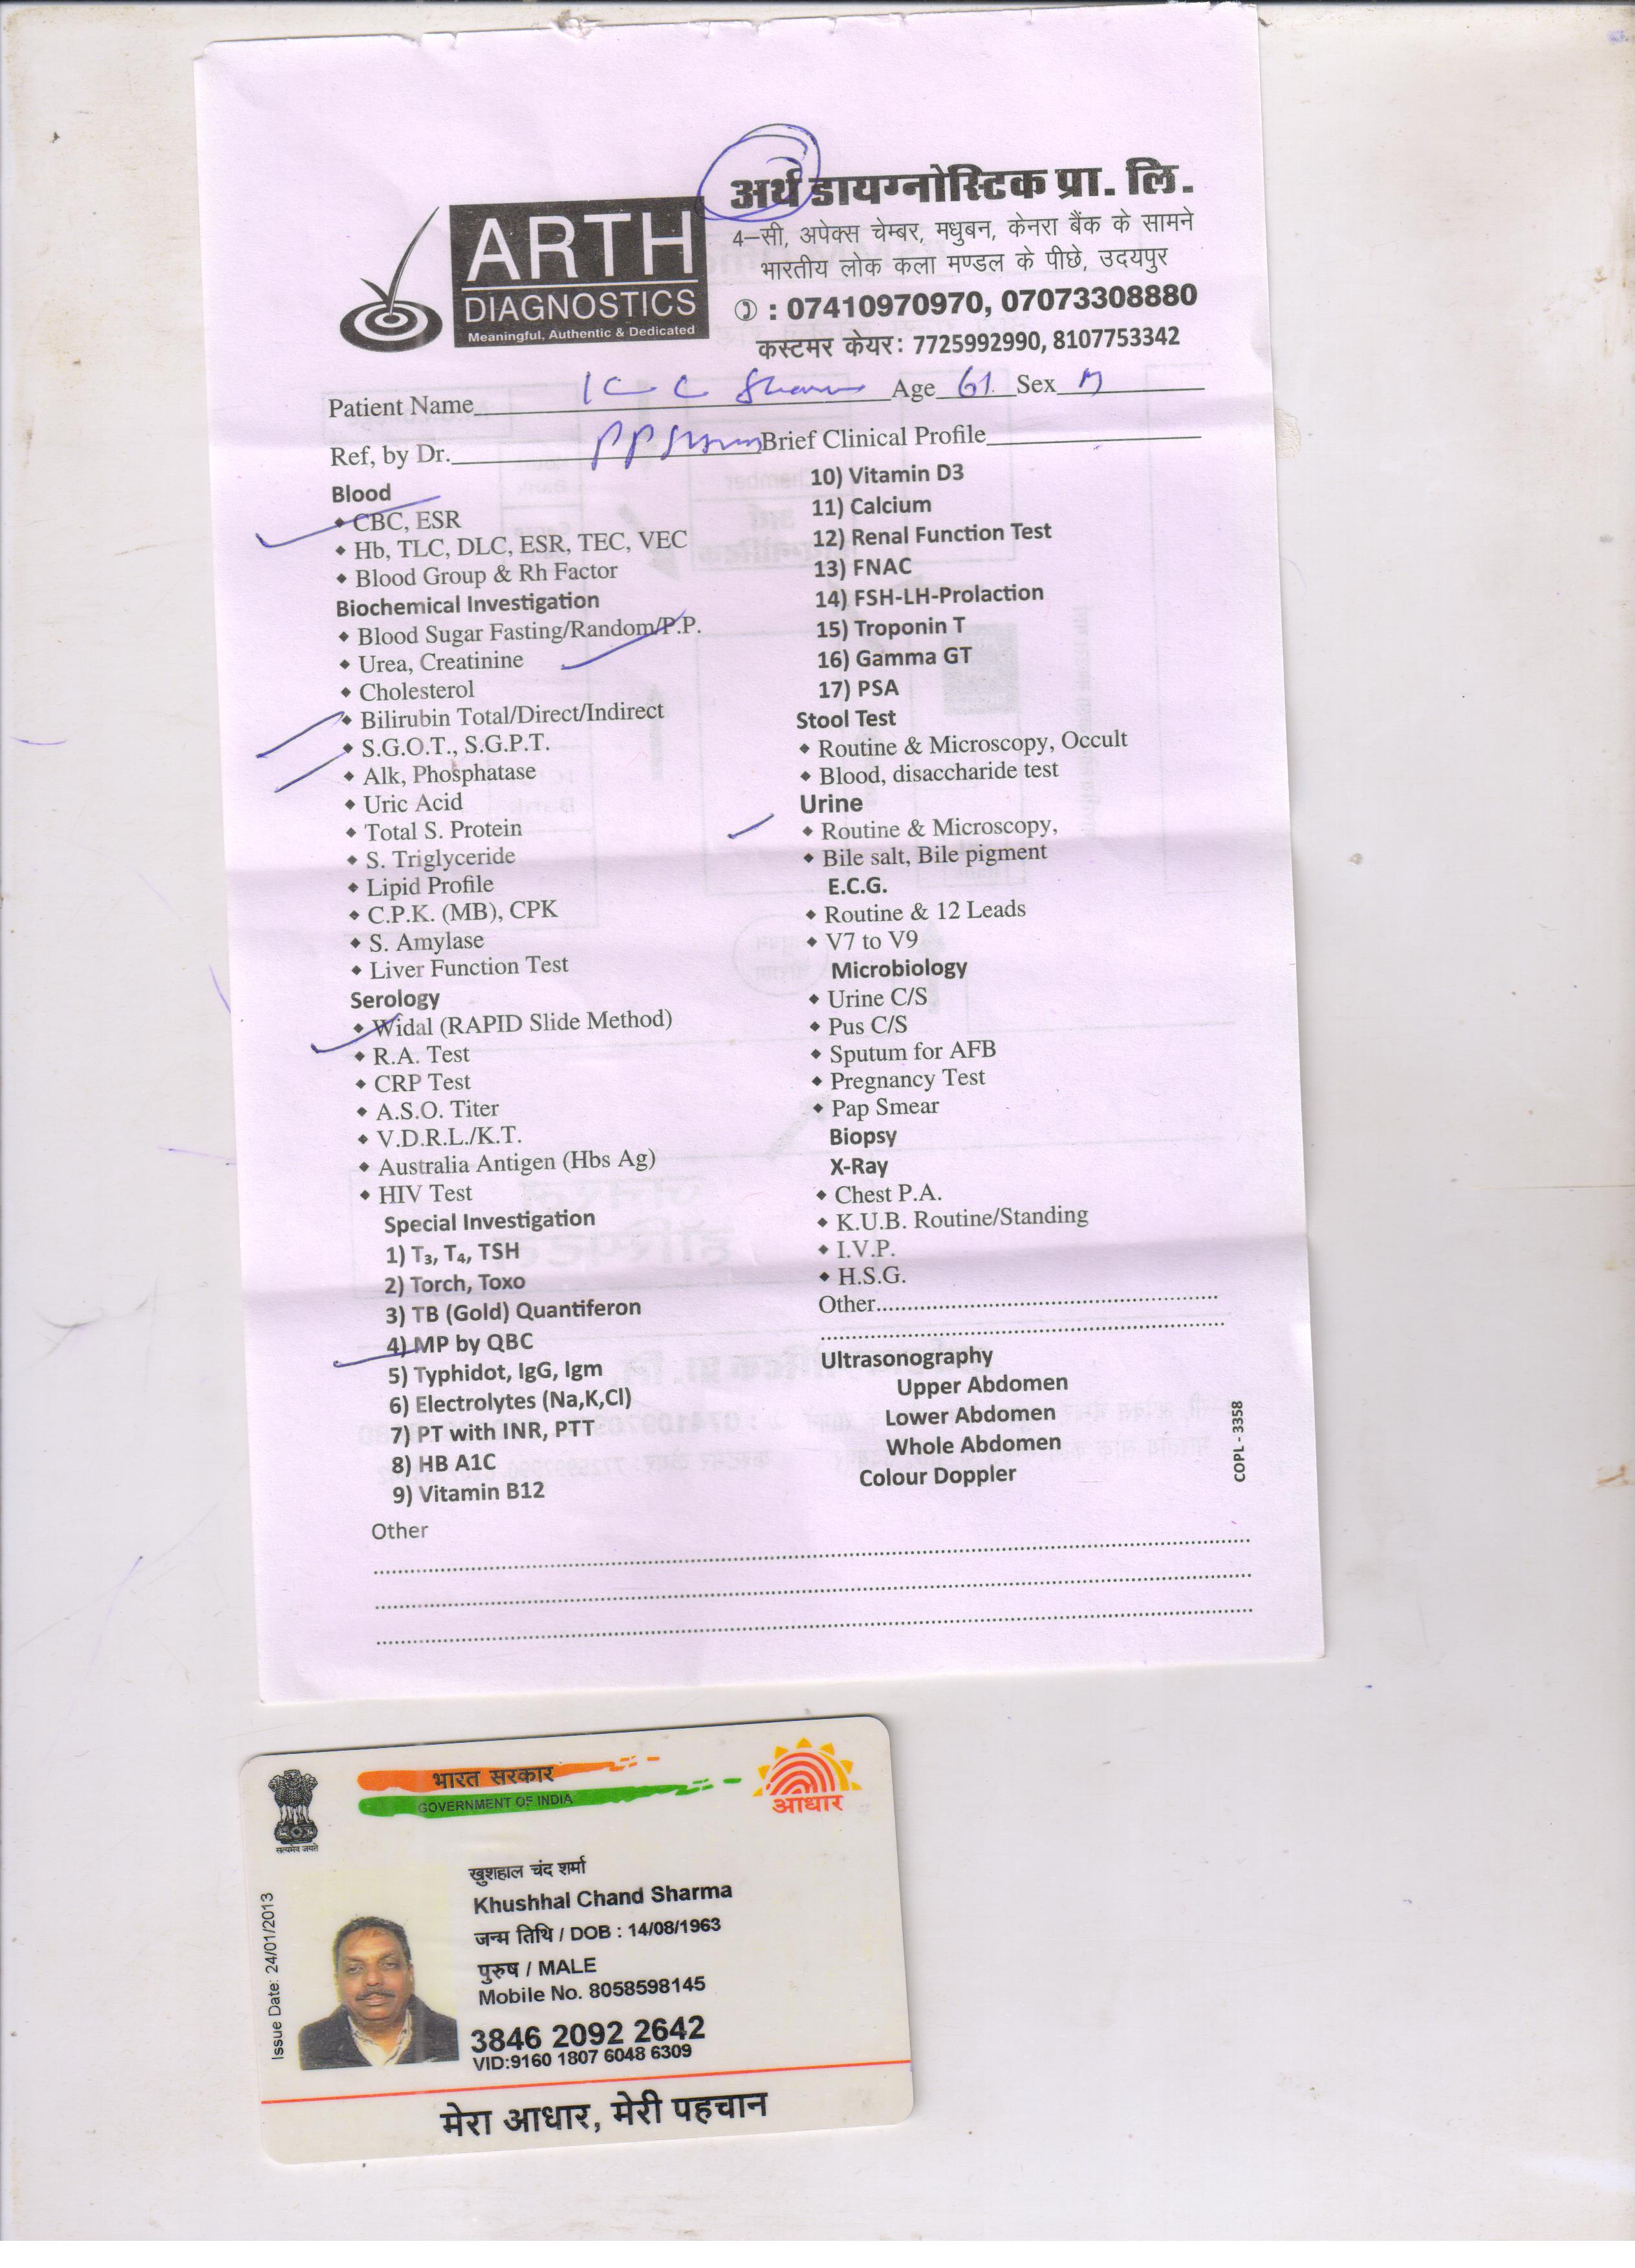 अर्थ डायग्नोस्टिक प्रा. लि.
ARTH
DIAGNOSTICS
Meaningful, Authentic & Dedicated
4–सी, अपेक्स चेम्बर, मधुबन, केनरा बैंक के सामने
भारतीय लोक कला मण्डल के पीछे, उदयपुर
: 07410970970, 07073308880
कस्टमर केयर: 7725992990, 8107753342
Patient Name K C Sharma Age 61 Sex M
Ref, by Dr. P P Brief Clinical Profile
Blood
CBC, ESR
Hb, TLC, DLC, ESR, TEC, VEC
Blood Group & Rh Factor
Biochemical Investigation
Blood Sugar Fasting/Random/P.P.
Urea, Creatinine
Cholesterol
Bilirubin Total/Direct/Indirect
S.G.O.T., S.G.P.T.
Alk, Phosphatase
Uric Acid
Total S. Protein
S. Triglyceride
Lipid Profile
C.P.K. (MB), CPK
S. Amylase
Liver Function Test
Serology
Widal (RAPID Slide Method)
R.A. Test
CRP Test
A.S.O. Titer
V.D.R.L./K.T.
Australia Antigen (Hbs Ag)
HIV Test
Special Investigation
1) T3, T4, TSH
2) Torch, Toxo
3) TB (Gold) Quantiferon
4) MP by QBC
5) Typhidot, IgG, Igm
6) Electrolytes (Na,K,Cl)
7) PT with INR, PTT
8) HB A1C
9) Vitamin B12
10) Vitamin D3
11) Calcium
12) Renal Function Test
13) FNAC
14) FSH-LH-Prolaction
15) Troponin T
16) Gamma GT
17) PSA
Stool Test
Routine & Microscopy, Occult
Blood, disaccharide test
Urine
Routine & Microscopy,
Bile salt, Bile pigment
E.C.G.
Routine & 12 Leads
V7 to V9
Microbiology
Urine C/S
Pus C/S
Sputum for AFB
Pregnancy Test
Pap Smear
Biopsy
X-Ray
Chest P.A.
K.U.B. Routine/Standing
I.V.P.
H.S.G.
Other
Ultrasonography
Upper Abdomen
Lower Abdomen
Whole Abdomen
Colour Doppler
COPL - 3358
Other
भारत सरकार
GOVERNMENT OF INDIA
आधार
सत्यमेव जयते
Issue Date: 24/01/2013
खुशहाल चंद शर्मा
Khushhal Chand Sharma
जन्म तिथि / DOB : 14/08/1963
पुरुष / MALE
Mobile No. 8058598145
3846 2092 2642
VID:9160 1807 6048 6309
मेरा आधार, मेरी पहचान